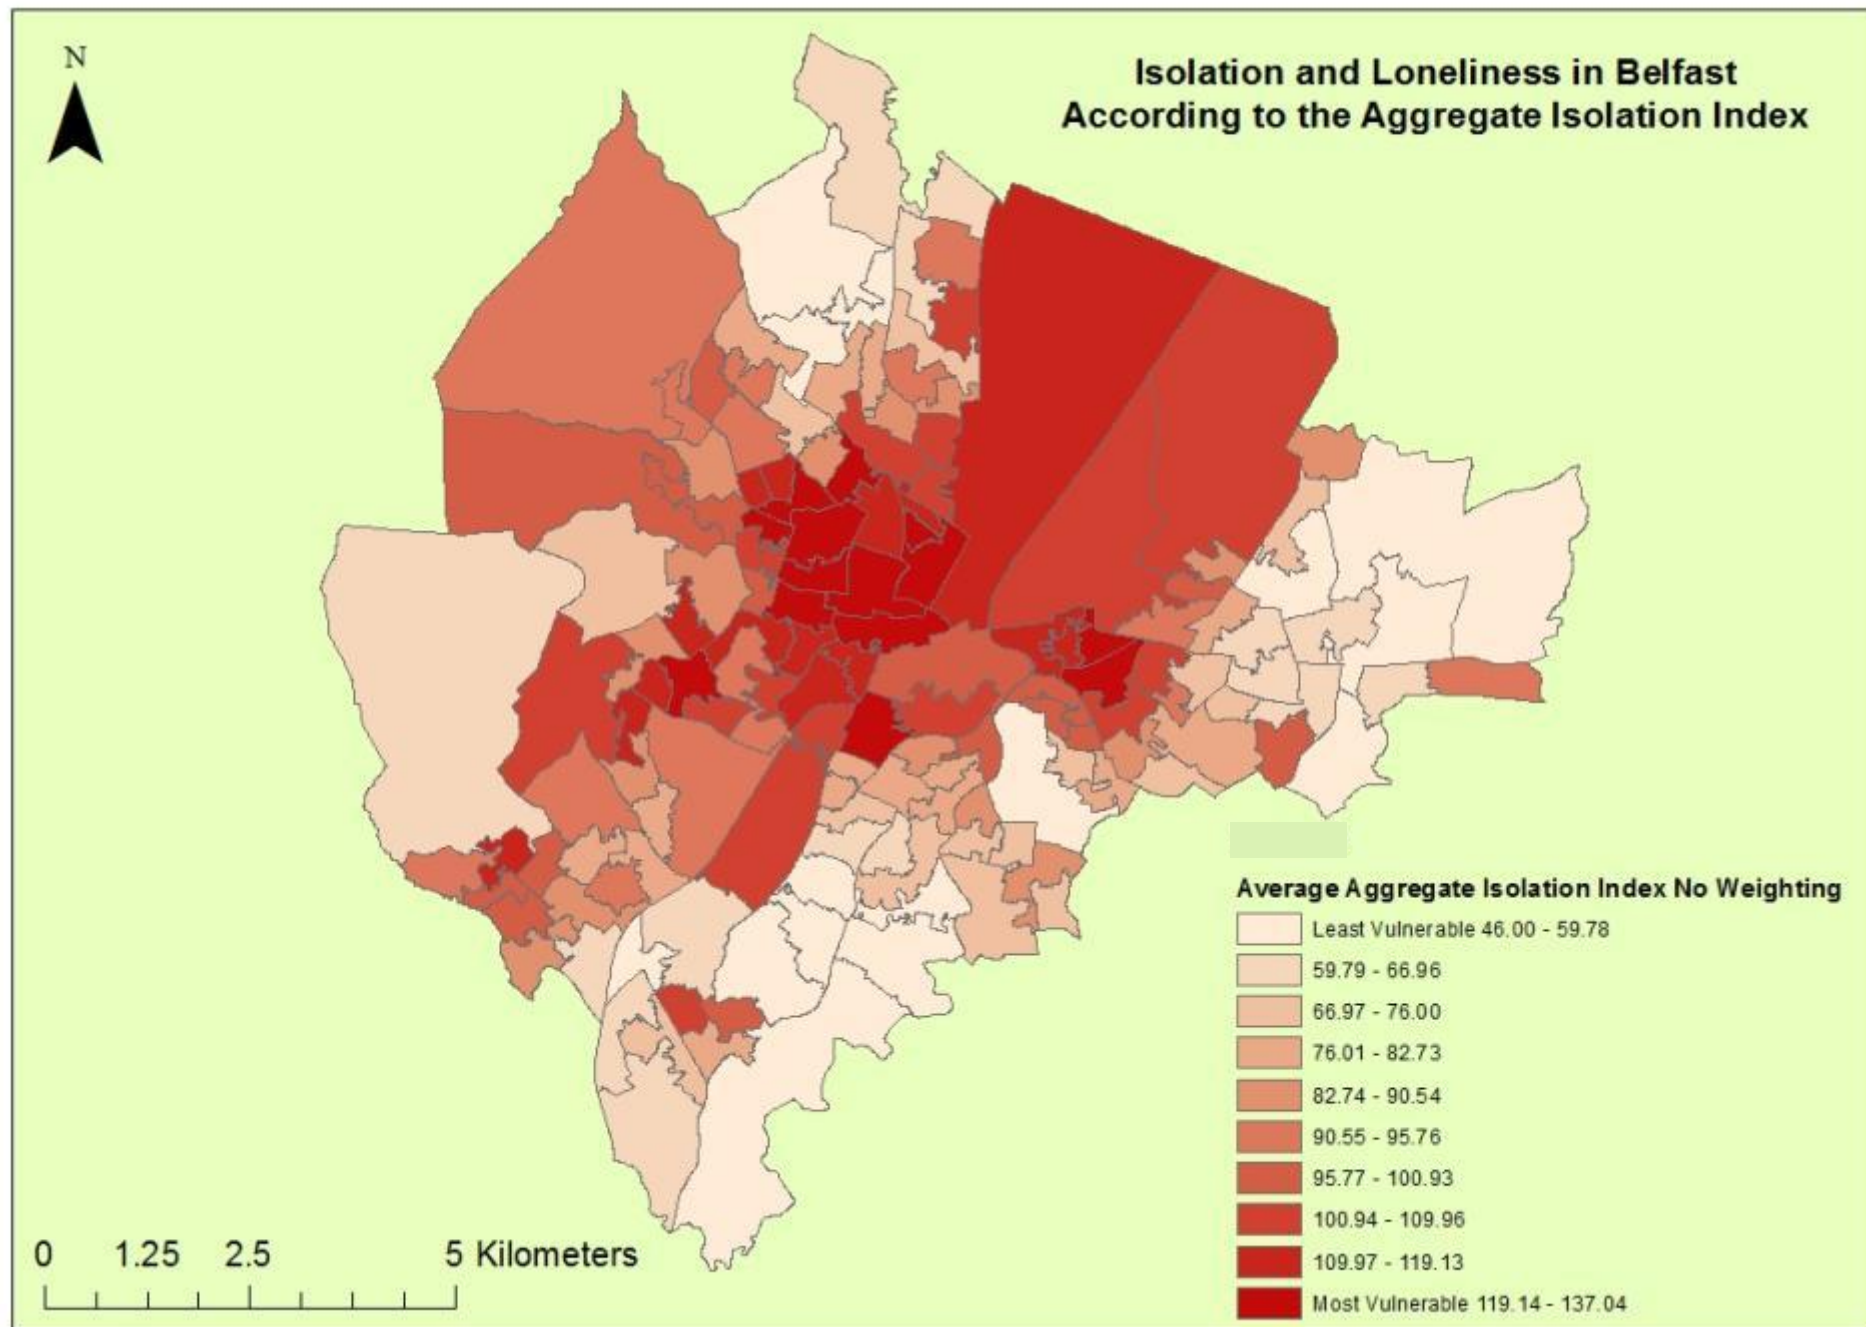 N
Isolation and Loneliness in Belfast
According to the Aggregate Isolation Index
Average Aggregate Isolation Index No Weighting
Least Vulnerable 46.00 - 59.78
59.79 - 66.96
66.97 - 76.00
76.01 - 82.73
82.74 - 90.54
90.55 - 95.76
95.77 - 100.93
100.94 - 109.96
109.97 - 119.13
Most Vulnerable 119.14 - 137.04
0 1.25 2.5 5 Kilometers